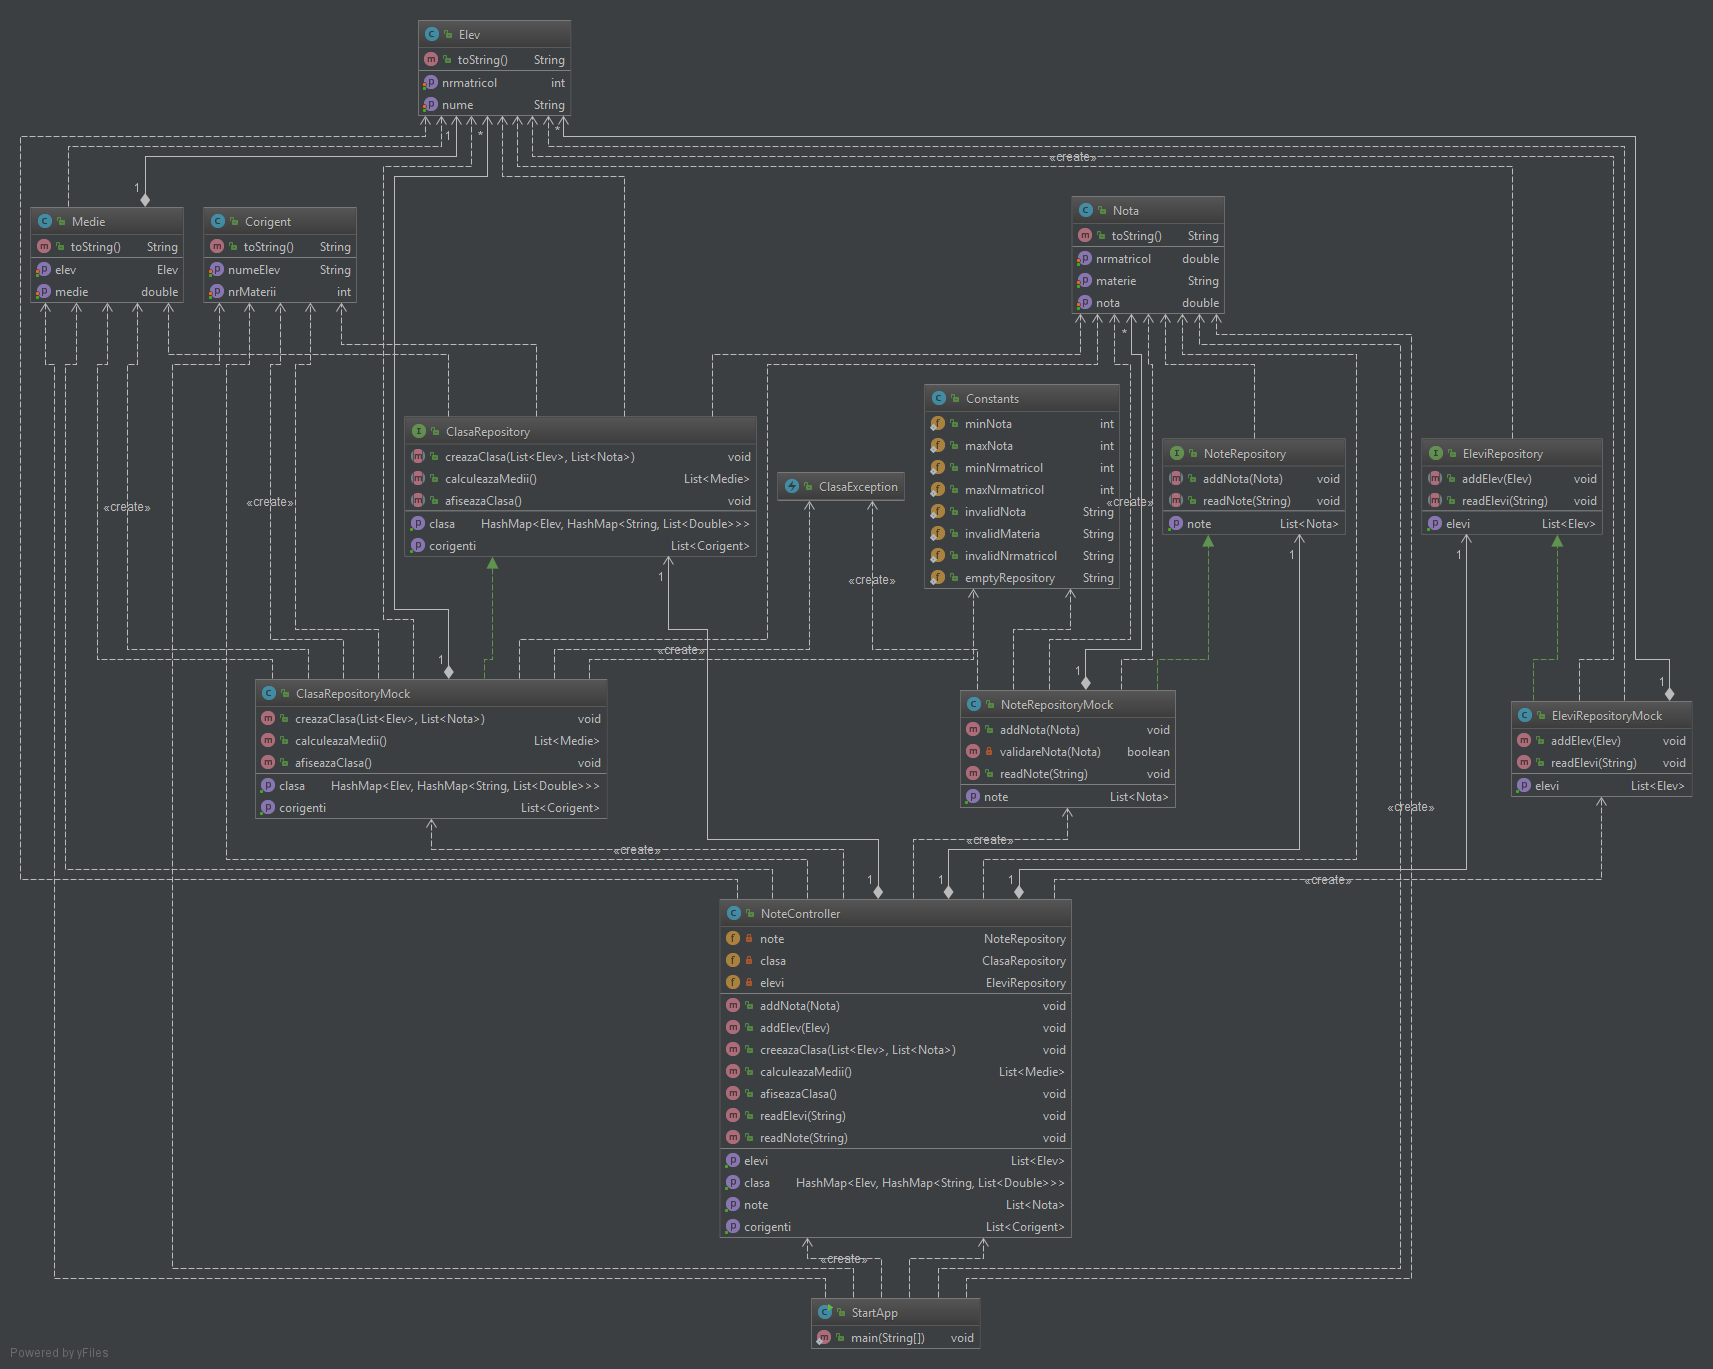 Elev
toString() String
nrmatricol int
nume String
1
*
*
«create»
1
Medie
toString() String
elev Elev
medie double
Corigent
toString() String
numeElev String
nrMaterii int
Nota
toString() String
nrmatricol double
materie String
nota double
*
ClasaRepository
creazaClasa(List<Elev>, List<Nota>) void
calculeazaMedii() List<Medie>
afiseazaClasa() void
clasa HashMap<Elev, HashMap<String, List<Double>>>
corigenti List<Corigent>
ClasaException
Constants
minNota int
maxNota int
minNrmatricol int
maxNrmatricol int
invalidNota String
invalidMateria String
invalidNrmatricol String
emptyRepository String
NoteRepository
addNota(Nota) void
readNote(String) void
note List<Nota>
EleviRepository
addElev(Elev) void
readElevi(String) void
elevi List<Elev>
«create»
«create»
«create»
«create»
1
1
1
«create»
1
1
1
ClasaRepositoryMock
creazaClasa(List<Elev>, List<Nota>) void
calculeazaMedii() List<Medie>
afiseazaClasa() void
clasa HashMap<Elev, HashMap<String, List<Double>>>
corigenti List<Corigent>
NoteRepositoryMock
addNota(Nota) void
validareNota(Nota) boolean
readNote(String) void
note List<Nota>
EleviRepositoryMock
addElev(Elev) void
readElevi(String) void
elevi List<Elev>
«create»
«create»
«create»
«create»
1
1
1
NoteController
note NoteRepository
clasa ClasaRepository
elevi EleviRepository
addNota(Nota) void
addElev(Elev) void
creeazaClasa(List<Elev>, List<Nota>) void
calculeazaMedii() List<Medie>
afiseazaClasa() void
readElevi(String) void
readNote(String) void
elevi List<Elev>
clasa HashMap<Elev, HashMap<String, List<Double>>>
note List<Nota>
corigenti List<Corigent>
«create»
StartApp
main(String[]) void
Powered by yFiles